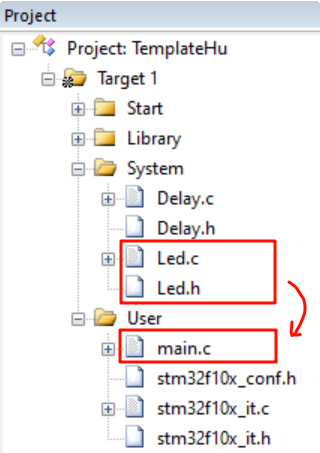 Project
Project: TemplateHu
Target 1
Start
Library
System
Delay.c
Delay.h
Led.c
Led.h
User
main.c
stm32f10x_conf.h
stm32f10x_it.c
stm32f10x_it.h